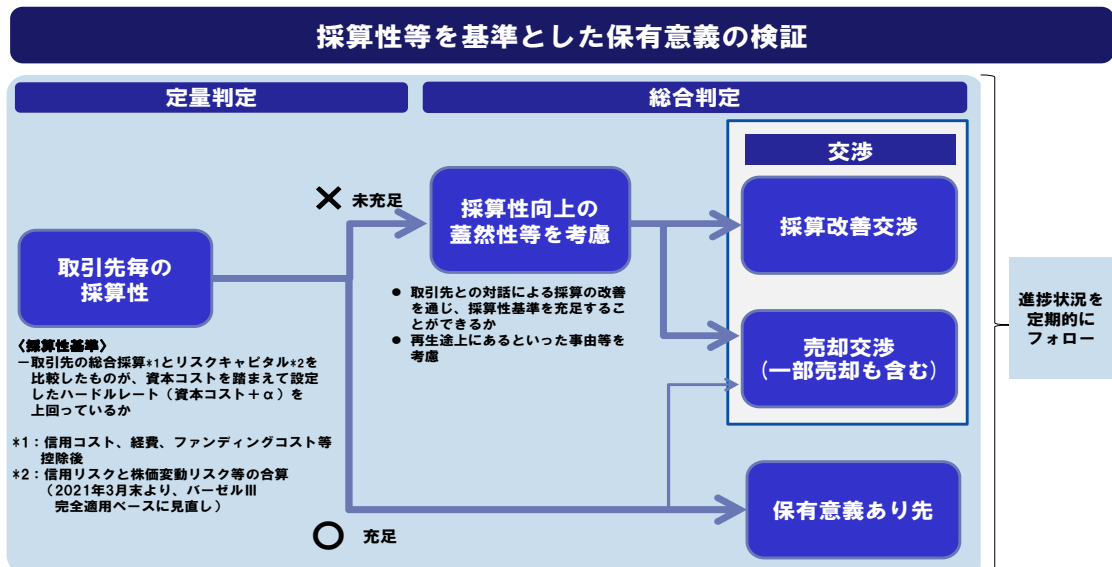 採算性等を基準とした保有意義の検証
定量判定
総合判定
交渉
✕ 未充足
採算性向上の
蓋然性等を考慮
採算改善交渉
取引先毎の
採算性
● 取引先との対話による採算の改善
を通じ、採算性基準を充足するこ
とができるか
● 再生途上にあるといった事由等を
考慮
売却交渉
(一部売却も含む)
進捗状況を
定期的に
フォロー
〈採算性基準〉
－取引先の総合採算*1とリスクキャピタル*2を
比較したものが、資本コストを踏まえて設定
したハードルレート（資本コスト＋α）を
上回っているか
*1：信用コスト、経費、ファンディングコスト等
控除後
*2：信用リスクと株価変動リスク等の合算
（2021年3月末より、バーゼルⅢ
完全適用ベースに見直し）
保有意義あり先
○ 充足